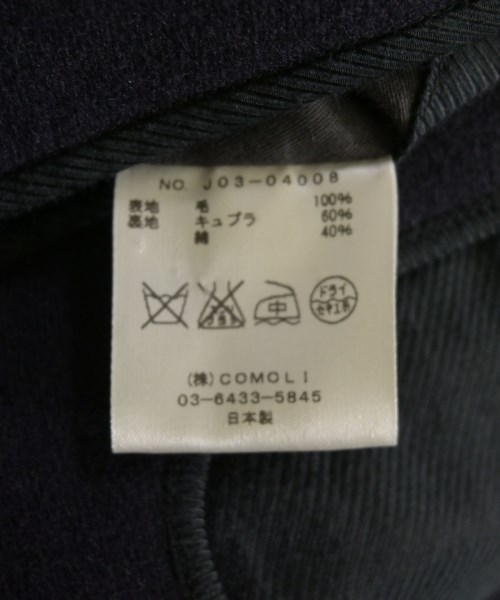 NO. J03-04008
表地 毛 100%
裏地 キュプラ 60%
綿 40%
中 ドライ
セキユ系
(株)COMOLI
03-6433-5845
日本製